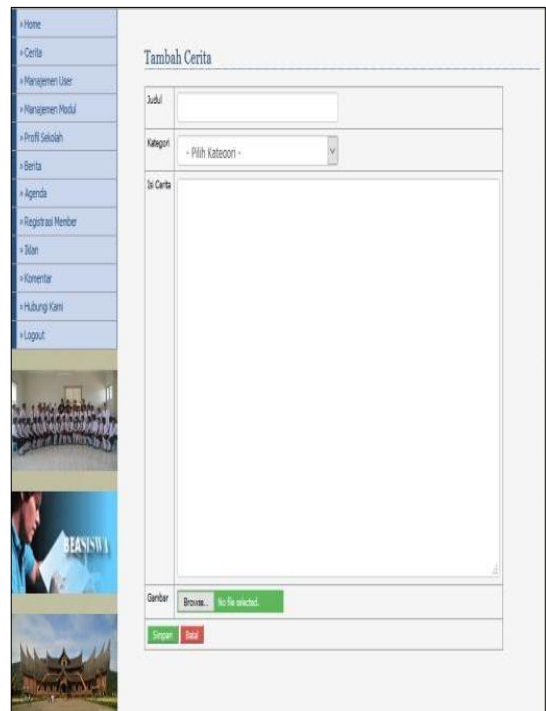 » Home
» Cerita
» Manajemen User
» Manajemen Modul
» Profil Sekolah
» Berita
» Agenda
» Registrasi Member
» Iklan
» Komentar
» Hubungi Kami
» Logout
BEASISWA
Tambah Cerita
Judul
Kategori
- Pilih Kategori -
Isi Cerita
Gambar
Browse... No file selected.
Simpan Batal